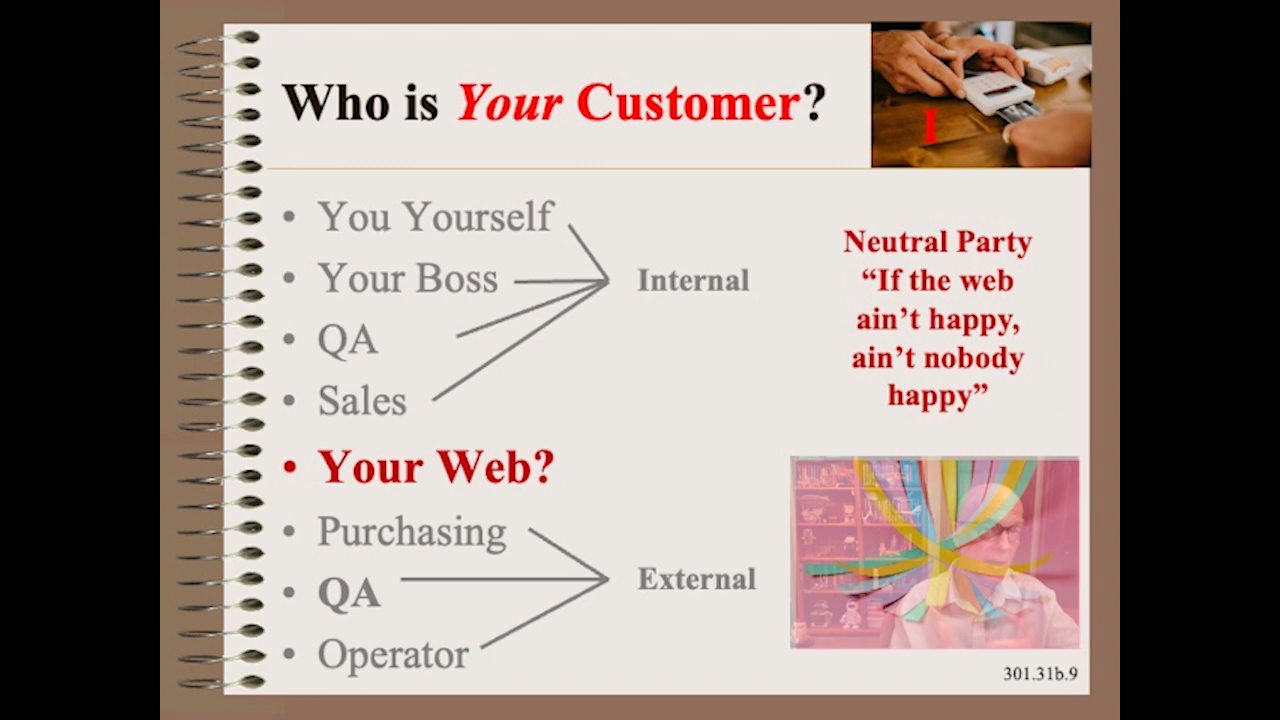 Who is Your Customer?
I
• You Yourself
• Your Boss
• QA
• Sales
Internal
• Your Web?
• Purchasing
• QA
• Operator
External
Neutral Party
“If the web
ain’t happy,
ain’t nobody
happy”
301.31b.9